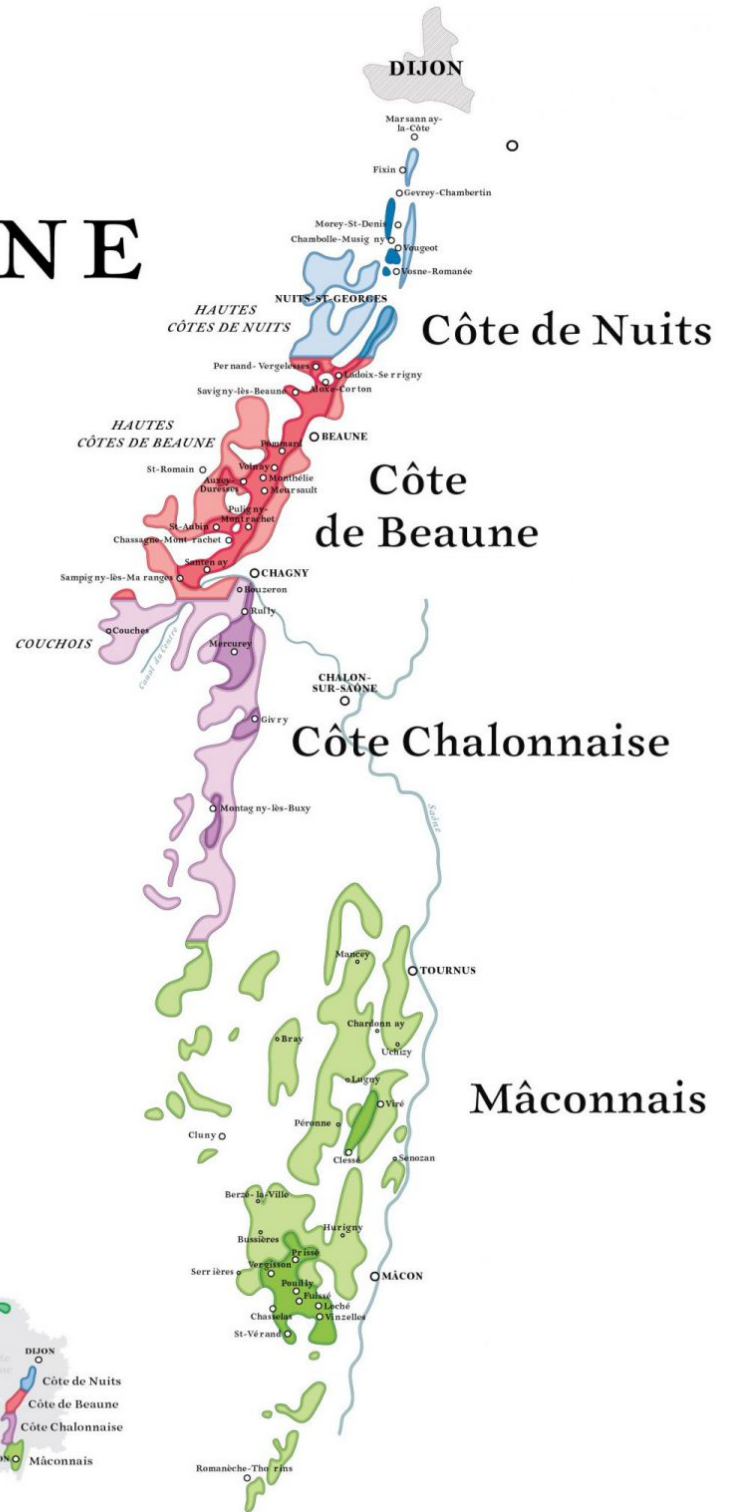 DIJON
Marsannay-
la-Côte
Fixin
Gevrey-Chambertin
NE
Morey-St-Denis
Chambolle-Musigny
Vougeot
Vosne-Romanée
NUITS-ST-GEORGES
HAUTES
CÔTES DE NUITS
Côte de Nuits
Pernand-Vergelesses
Ladoix-Serrigny
Savigny-lès-Beaune
Aloxe-Corton
HAUTES
CÔTES DE BEAUNE
BEAUNE
Pommard
St-Romain
Volnay
Monthélie
Auxey-
Duresses
Meursault
Côte
de Beaune
Puligny-
Montrachet
St-Aubin
Chassagne-Montrachet
Santenay
Sampigny-lès-Maranges
CHAGNY
Bouzeron
Rully
COUCHOIS
Couches
Canal du Centre
Mercurey
CHALON-
SUR-SAÔNE
Givry
Côte Chalonnaise
Montagny-lès-Buxy
Saône
Mancey
TOURNUS
Chardonnay
Bray
Uchizy
Lugny
Viré
Mâconnais
Péronne
Cluny
Clessé
Senozan
Berzé-la-Ville
Hurigny
Bussières
Prissé
Serrières
Vergisson
MÂCON
Pouilly
Fuissé
Loché
Chasselas
Vinzelles
St-Vérand
DIJON
Côte de Nuits
Côte de Beaune
Côte Chalonnaise
ON
Mâconnais
Romanèche-Thorins